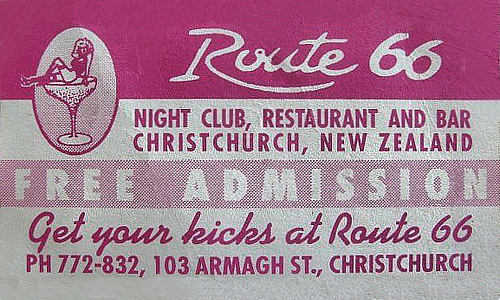 Route 66
NIGHT CLUB, RESTAURANT AND BAR
CHRISTCHURCH, NEW ZEALAND
FREE ADMISSION
Get your kicks at Route 66
PH 772-832, 103 ARMAGH ST., CHRISTCHURCH